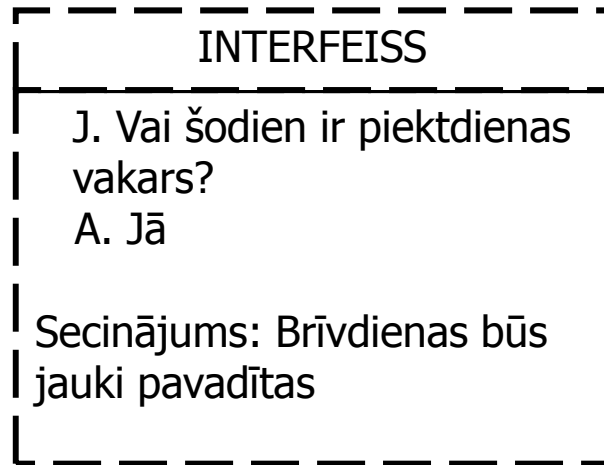 INTERFEISS
J. Vai šodien ir piektdienas
vakars?
A. Jā
Secinājums: Brīvdienas būs
jauki pavadītas